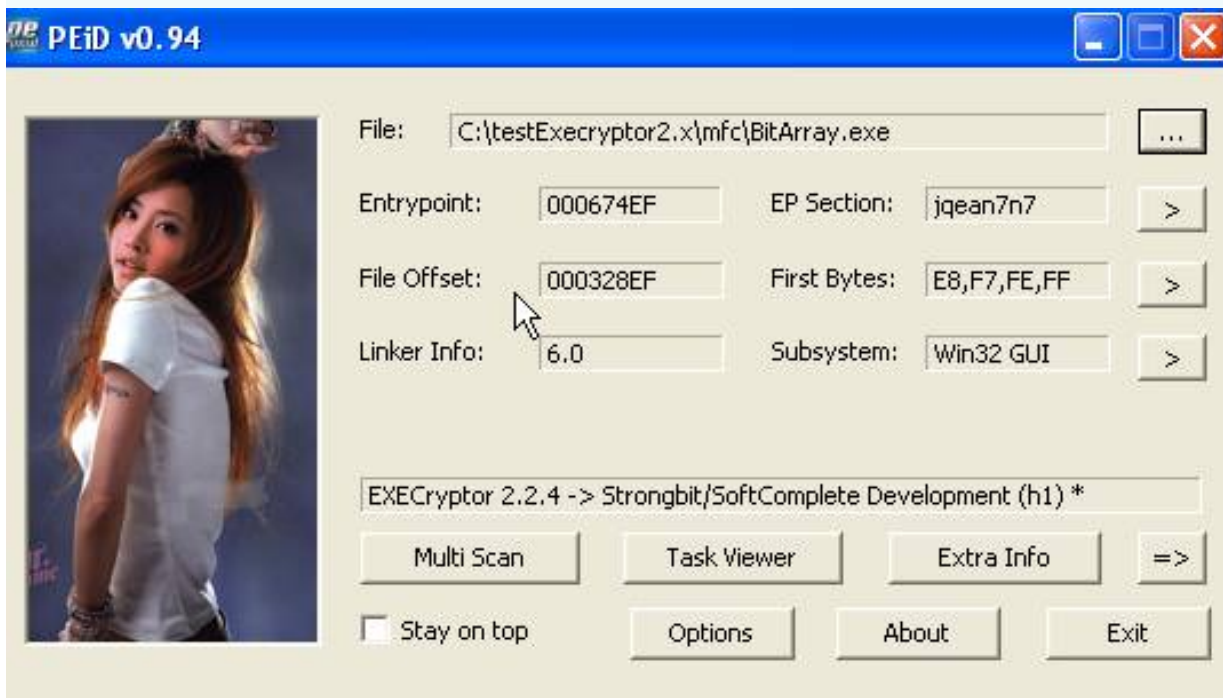 PEiD v0.94
File: C:\testExecryptor2.x\mfc\BitArray.exe ...
Entrypoint: 000674EF EP Section: jqean7n7 >
File Offset: 000328EF First Bytes: E8,F7,FE,FF >
Linker Info: 6.0 Subsystem: Win32 GUI >
EXECryptor 2.2.4 -> Strongbit/SoftComplete Development (h1) *
Multi Scan Task Viewer Extra Info =>
Stay on top Options About Exit